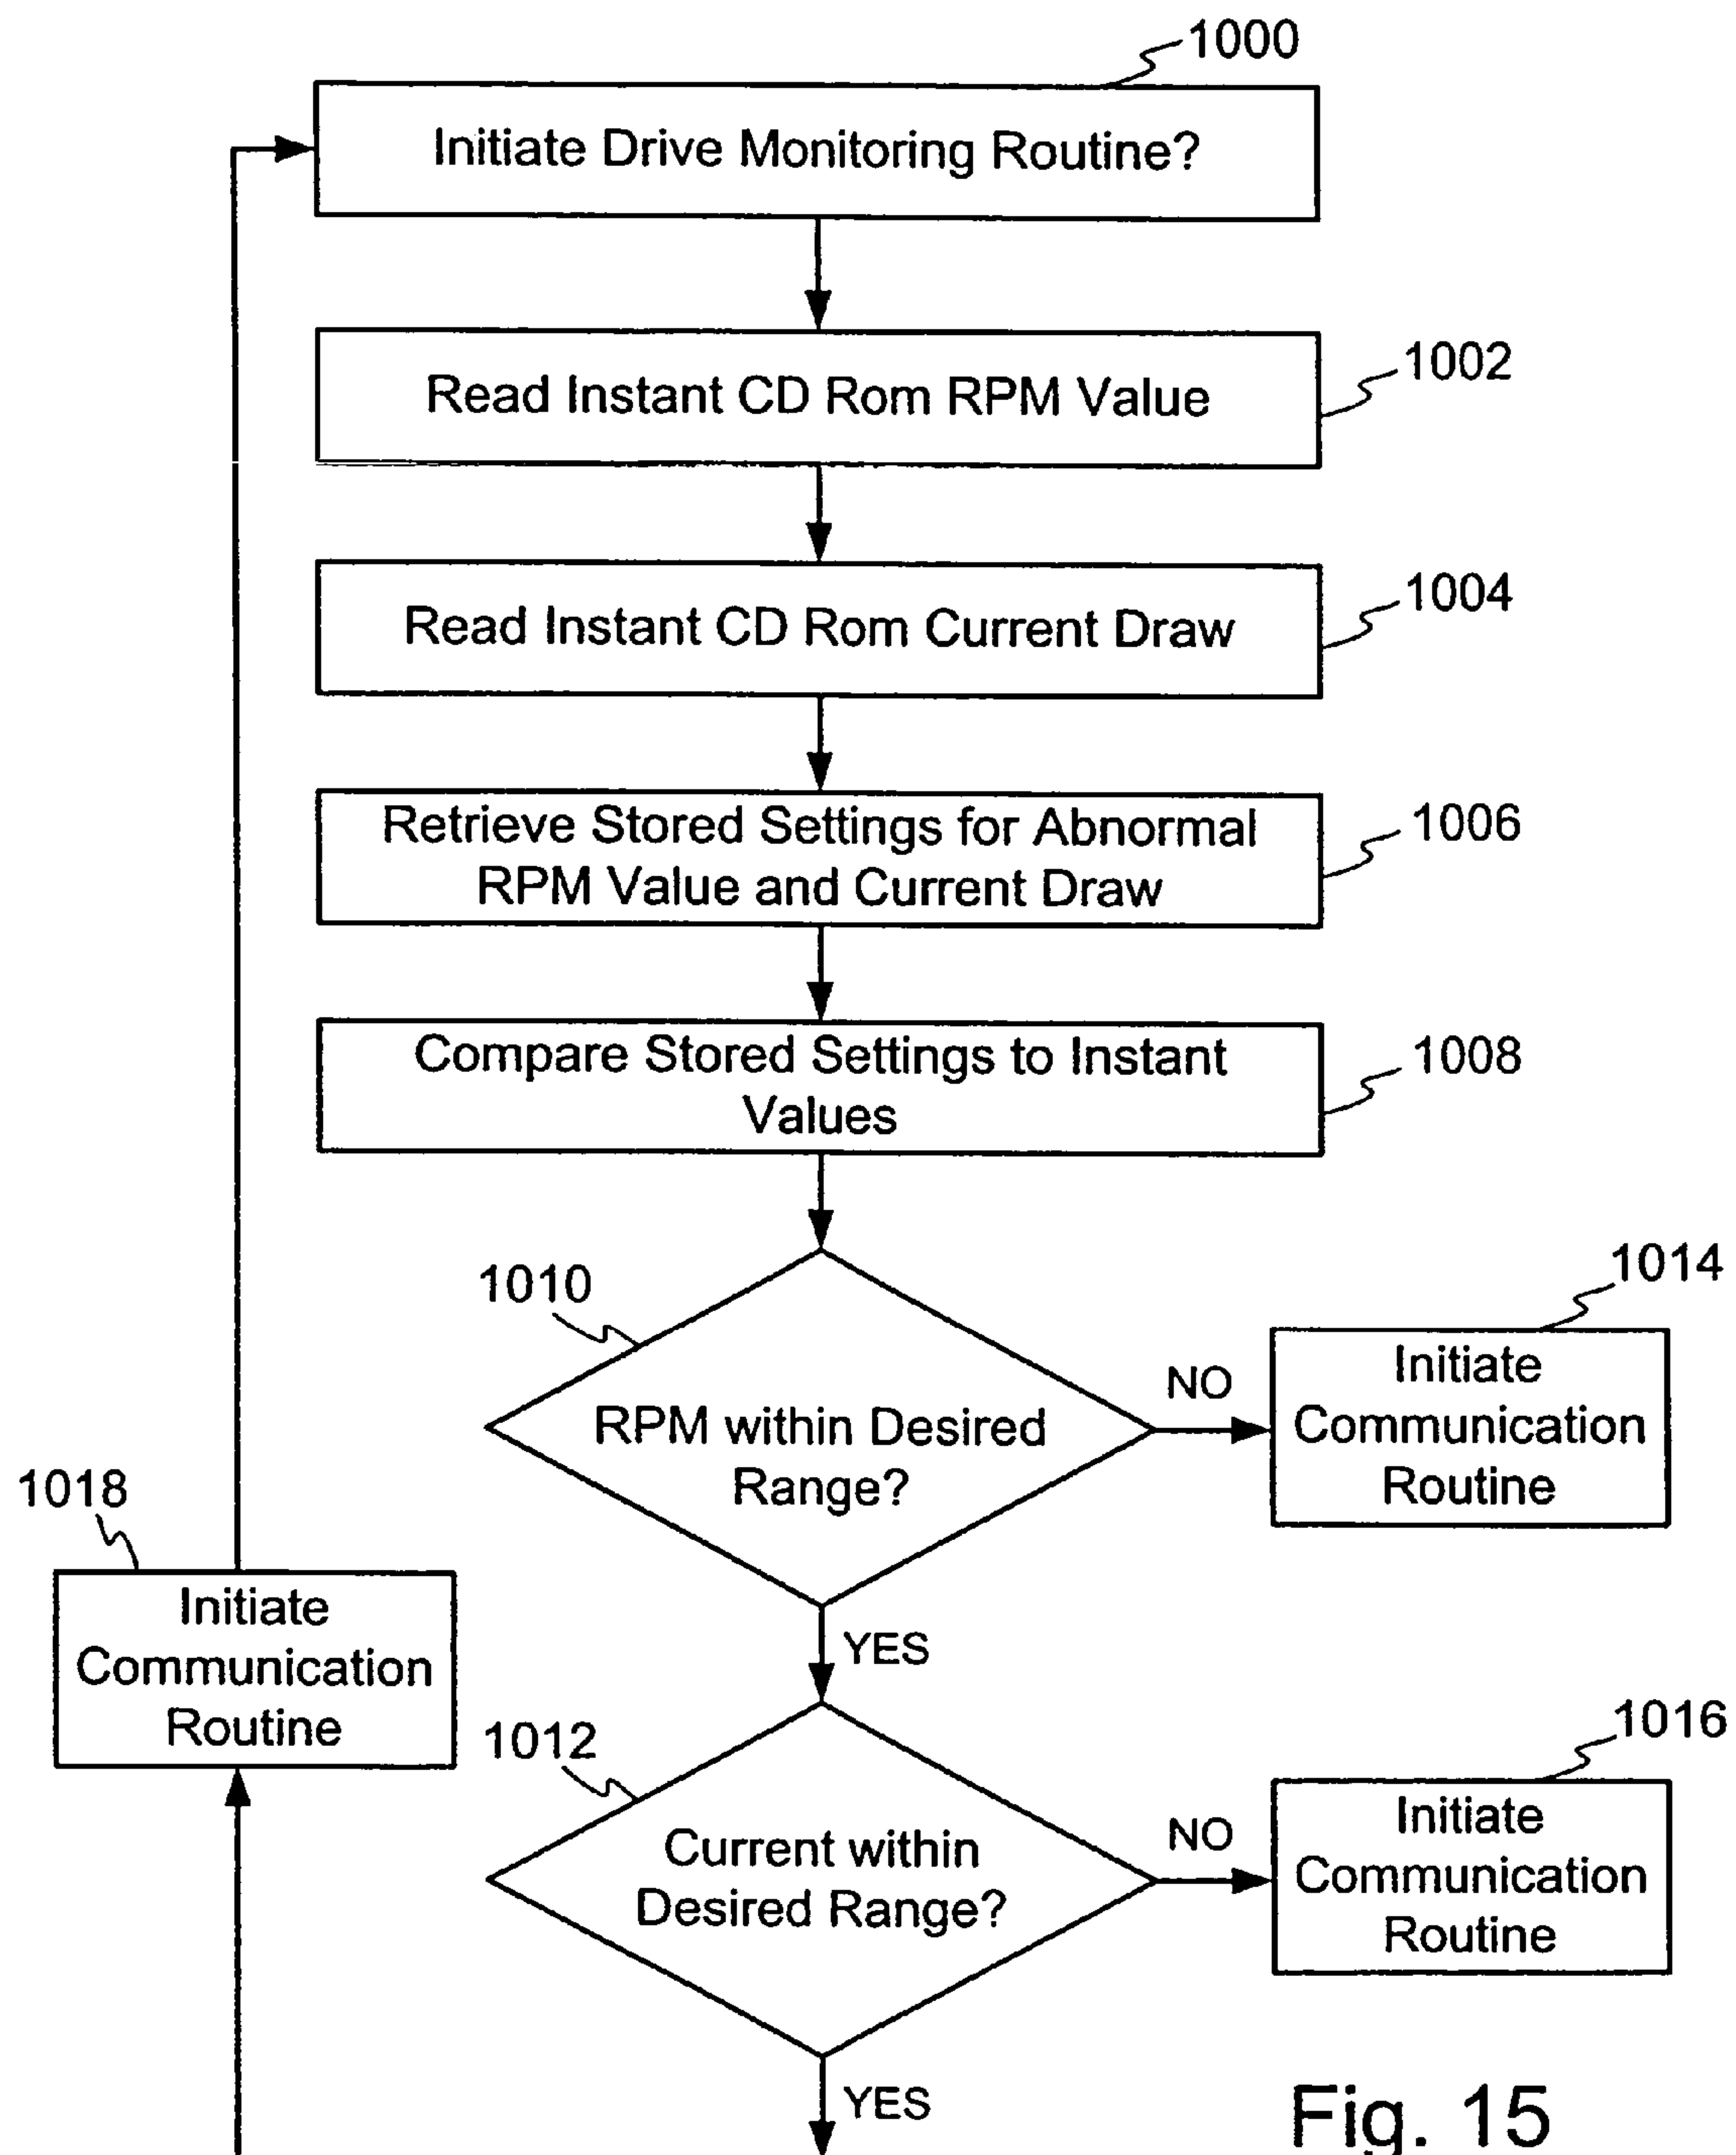 1000
Initiate Drive Monitoring Routine?
Read Instant CD Rom RPM Value
1002
Read Instant CD Rom Current Draw
1004
Retrieve Stored Settings for Abnormal
RPM Value and Current Draw
1006
Compare Stored Settings to Instant
Values
1008
1010
RPM within Desired
Range?
NO
1014
Initiate
Communication
Routine
YES
1018
Initiate
Communication
Routine
1012
Current within
Desired Range?
NO
1016
Initiate
Communication
Routine
YES
Fig. 15